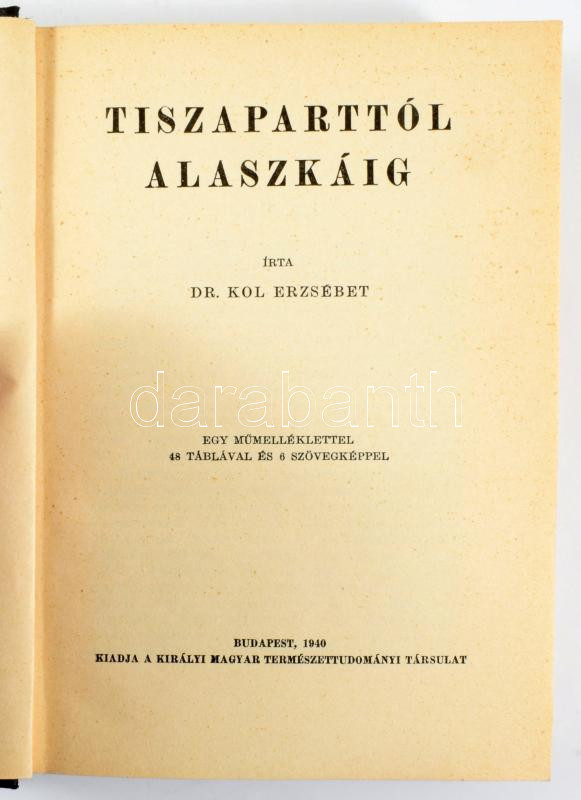 TISZAPARTTÓL
ALASZKÁIG
ÍRTA
DR. KOL ERZSÉBET
darabanth
EGY MŰMELLÉKLETTEL
48 TÁBLÁVAL ÉS 6 SZÖVEGKÉPPEL
BUDAPEST, 1940
KIADJA A KIRÁLYI MAGYAR TERMÉSZETTUDOMÁNYI TÁRSULAT